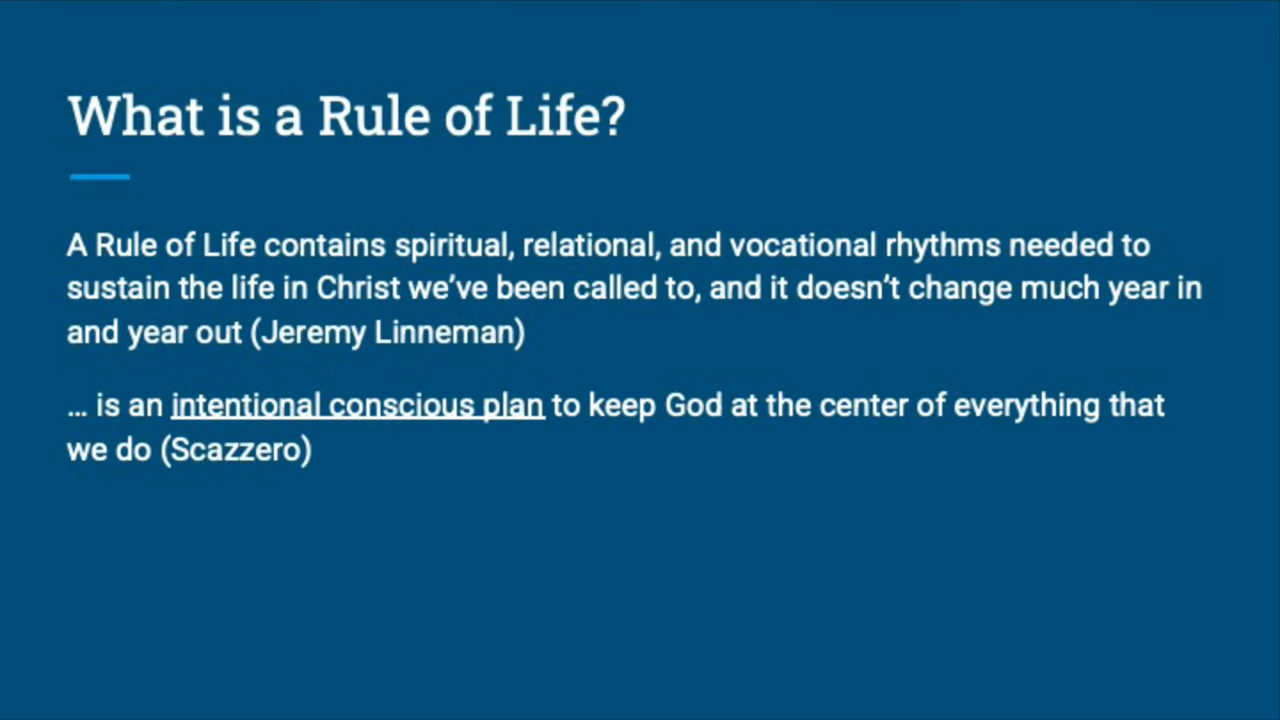 What is a Rule of Life?
A Rule of Life contains spiritual, relational, and vocational rhythms needed to
sustain the life in Christ we’ve been called to, and it doesn’t change much year in
and year out (Jeremy Linneman)
… is an intentional conscious plan to keep God at the center of everything that
we do (Scazzero)